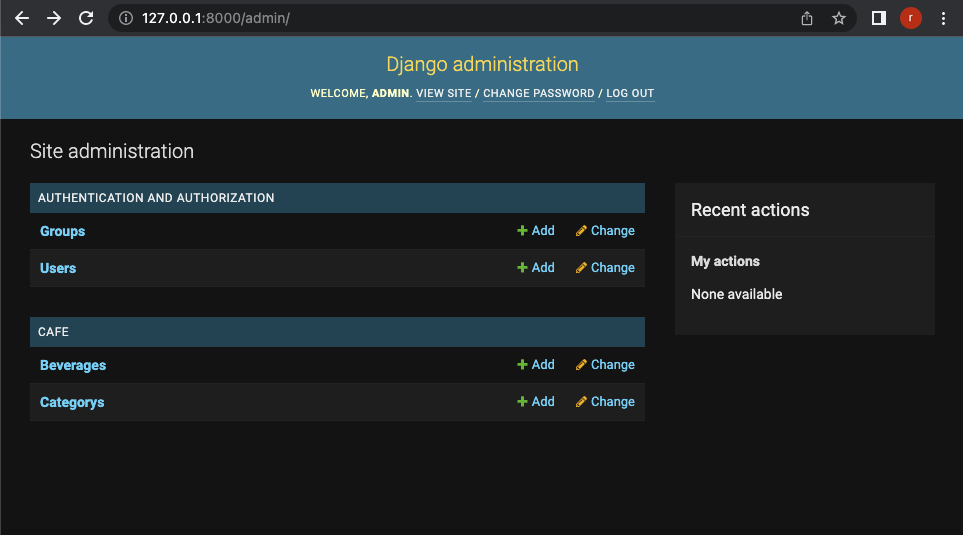 127.0.0.1:8000/admin/
r
Django administration
WELCOME, ADMIN. VIEW SITE / CHANGE PASSWORD / LOG OUT
Site administration
AUTHENTICATION AND AUTHORIZATION
Groups Add Change
Users Add Change
CAFE
Beverages Add Change
Categorys Add Change
Recent actions
My actions
None available